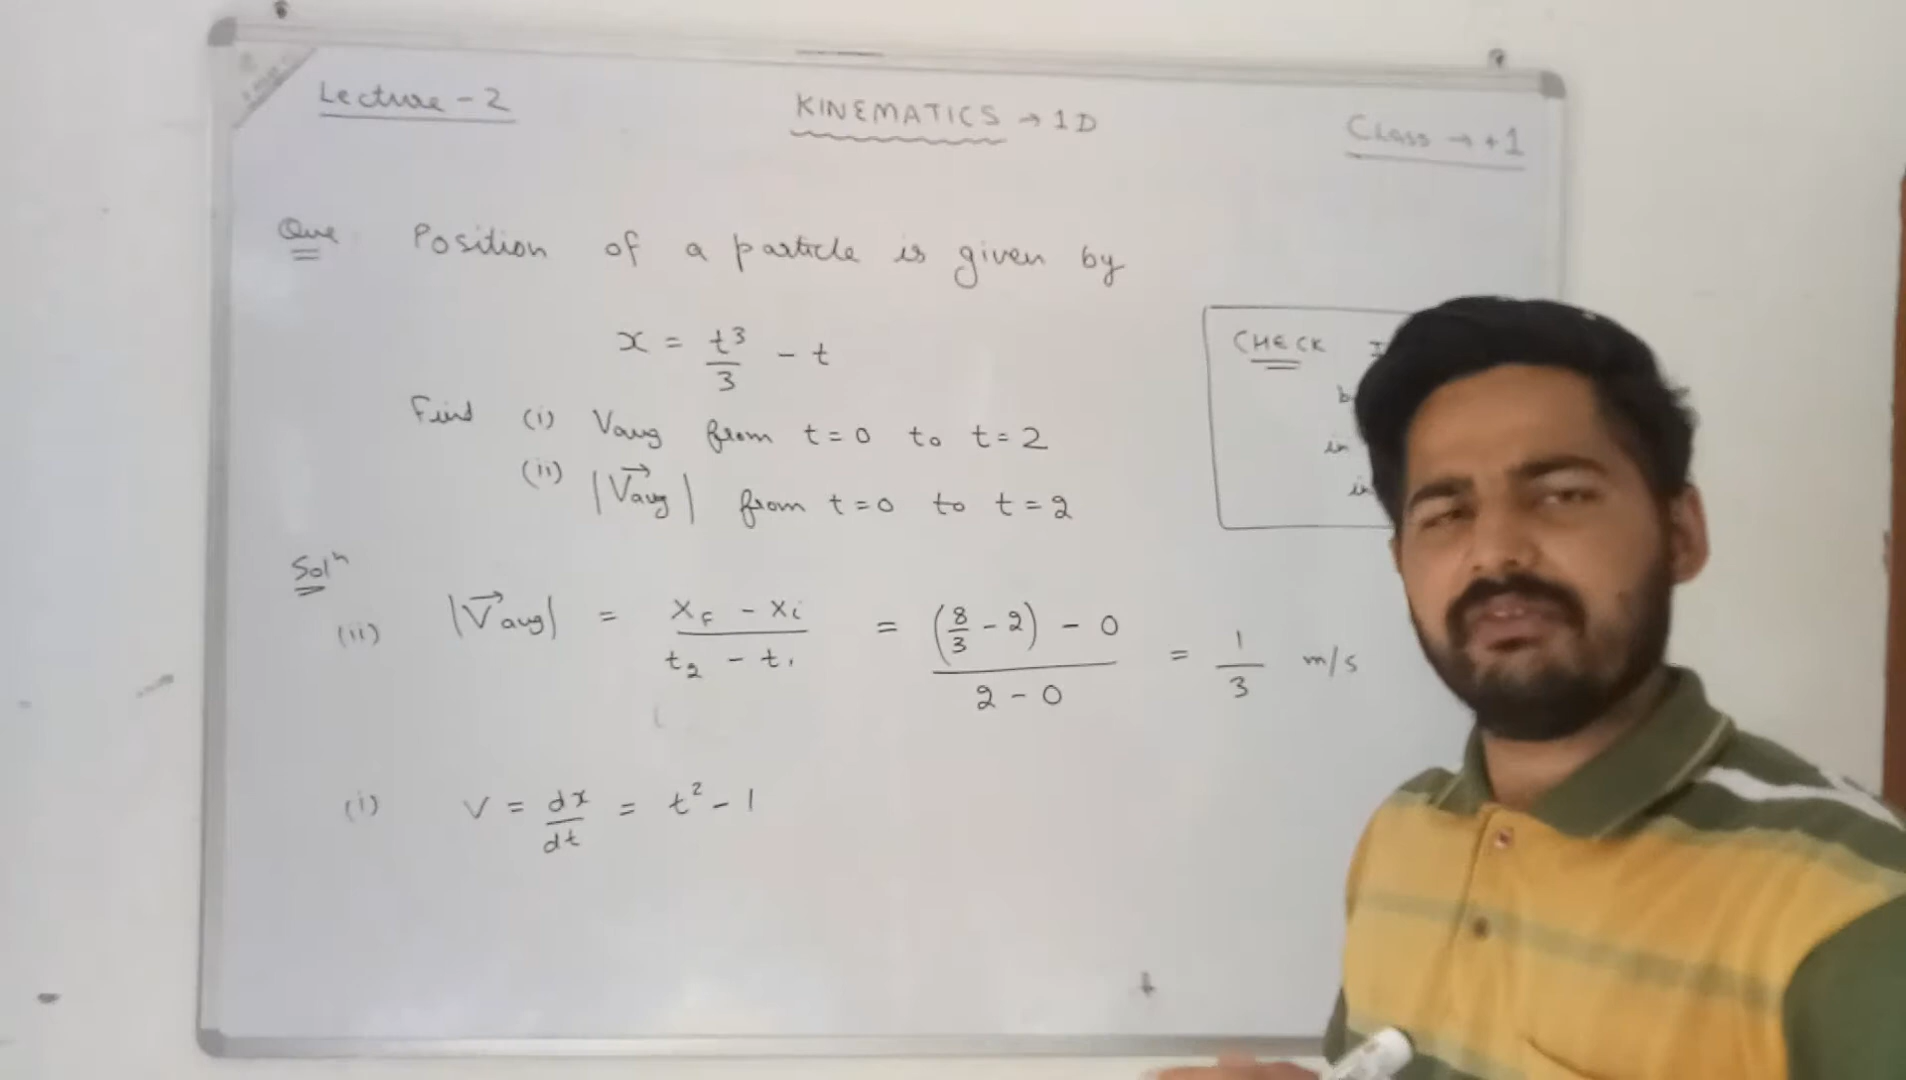 Lecture - 2
KINEMATICS → 1D
Class → +1
Que Position of a particle is given by
x = t³/3 - t
Find (i) Vavg from t = 0 to t = 2
(ii) |V⃗avg| from t = 0 to t = 2
CHECK
in
Solⁿ
(ii) |V⃗avg| = (xf - xi)/(t₂ - t₁) = ((8/3 - 2) - 0)/(2 - 0) = 1/3 m/s
(i) V = dx/dt = t² - 1